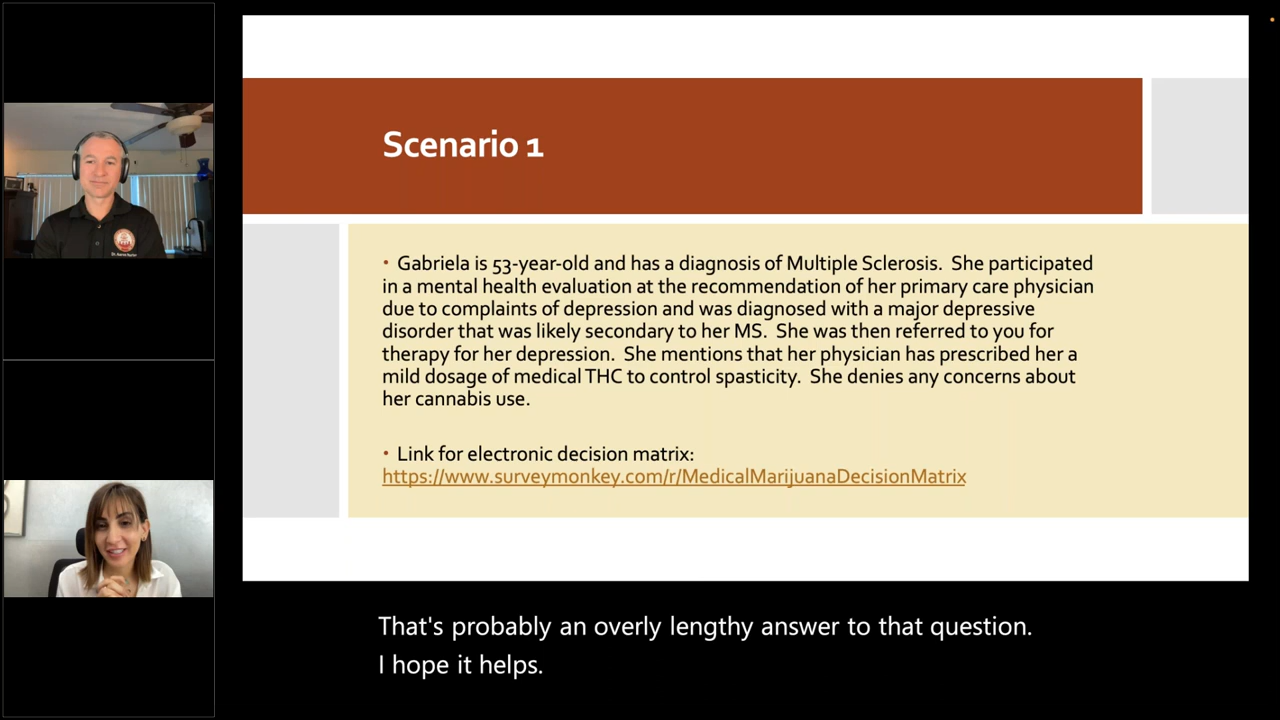 Scenario 1
• Gabriela is 53-year-old and has a diagnosis of Multiple Sclerosis. She participated
in a mental health evaluation at the recommendation of her primary care physician
due to complaints of depression and was diagnosed with a major depressive
disorder that was likely secondary to her MS. She was then referred to you for
therapy for her depression. She mentions that her physician has prescribed her a
mild dosage of medical THC to control spasticity. She denies any concerns about
her cannabis use.
• Link for electronic decision matrix:
https://www.surveymonkey.com/r/MedicalMarijuanaDecisionMatrix
That's probably an overly lengthy answer to that question.
I hope it helps.